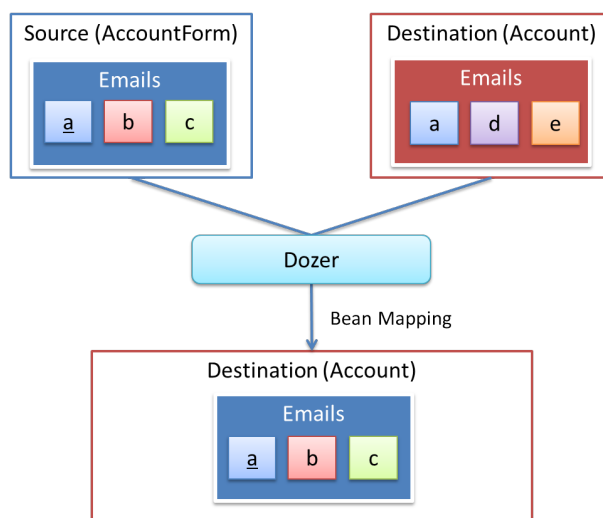 Source (AccountForm)
Emails
a b c
Destination (Account)
Emails
a d e
Dozer
Bean Mapping
Destination (Account)
Emails
a b c